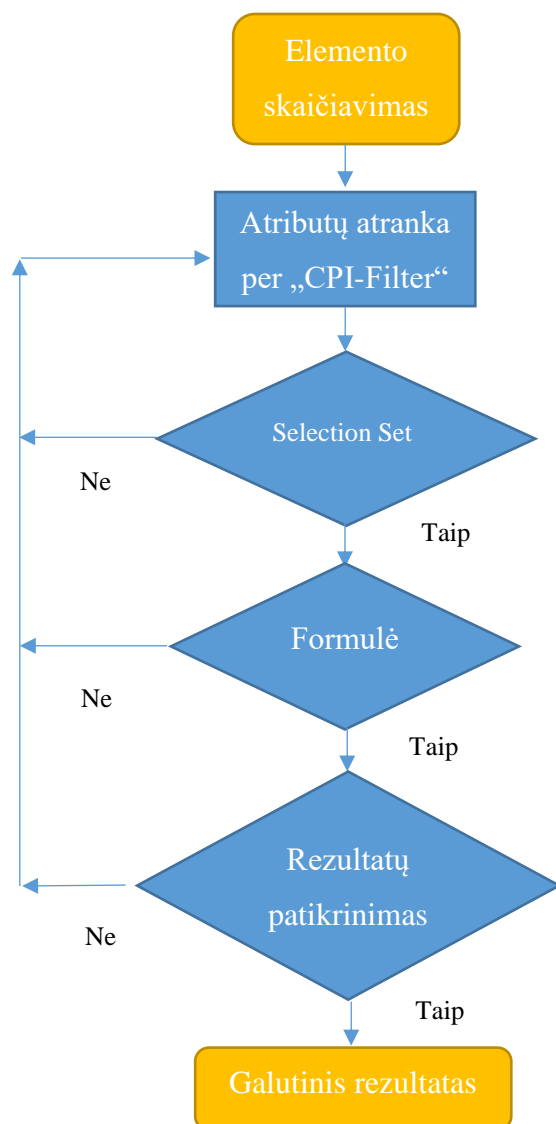 Elemento
skaičiavimas
Atributų atranka
per „CPI-Filter“
Selection Set
Ne
Taip
Formulė
Ne
Taip
Rezultatų
patikrinimas
Ne
Taip
Galutinis rezultatas